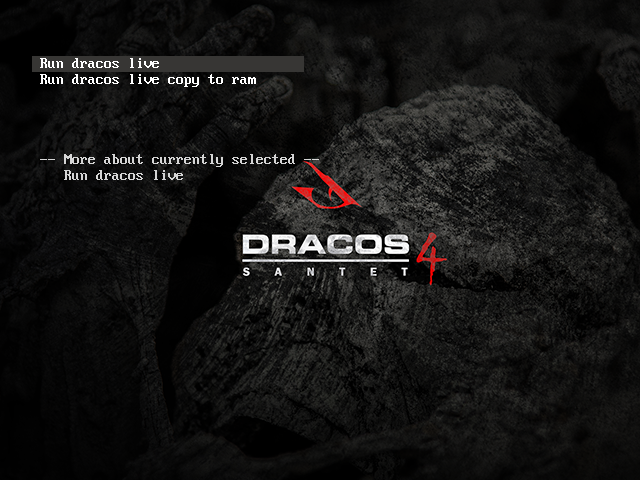 Run dracos live
Run dracos live copy to ram
-- More about currently selected --
Run dracos live
DRACOS 4
SANTET